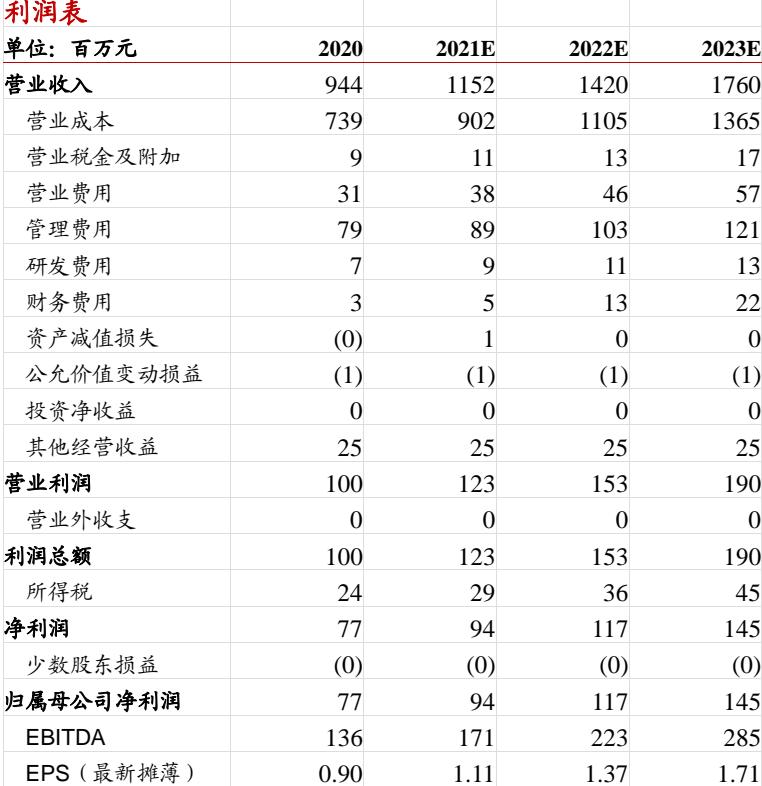 利润表
单位：百万元 2020 2021E 2022E 2023E
营业收入 944 1152 1420 1760
营业成本 739 902 1105 1365
营业税金及附加 9 11 13 17
营业费用 31 38 46 57
管理费用 79 89 103 121
研发费用 7 9 11 13
财务费用 3 5 13 22
资产减值损失 (0) 1 0 0
公允价值变动损益 (1) (1) (1) (1)
投资净收益 0 0 0 0
其他经营收益 25 25 25 25
营业利润 100 123 153 190
营业外收支 0 0 0 0
利润总额 100 123 153 190
所得税 24 29 36 45
净利润 77 94 117 145
少数股东损益 (0) (0) (0) (0)
归属母公司净利润 77 94 117 145
EBITDA 136 171 223 285
EPS（最新摊薄） 0.90 1.11 1.37 1.71